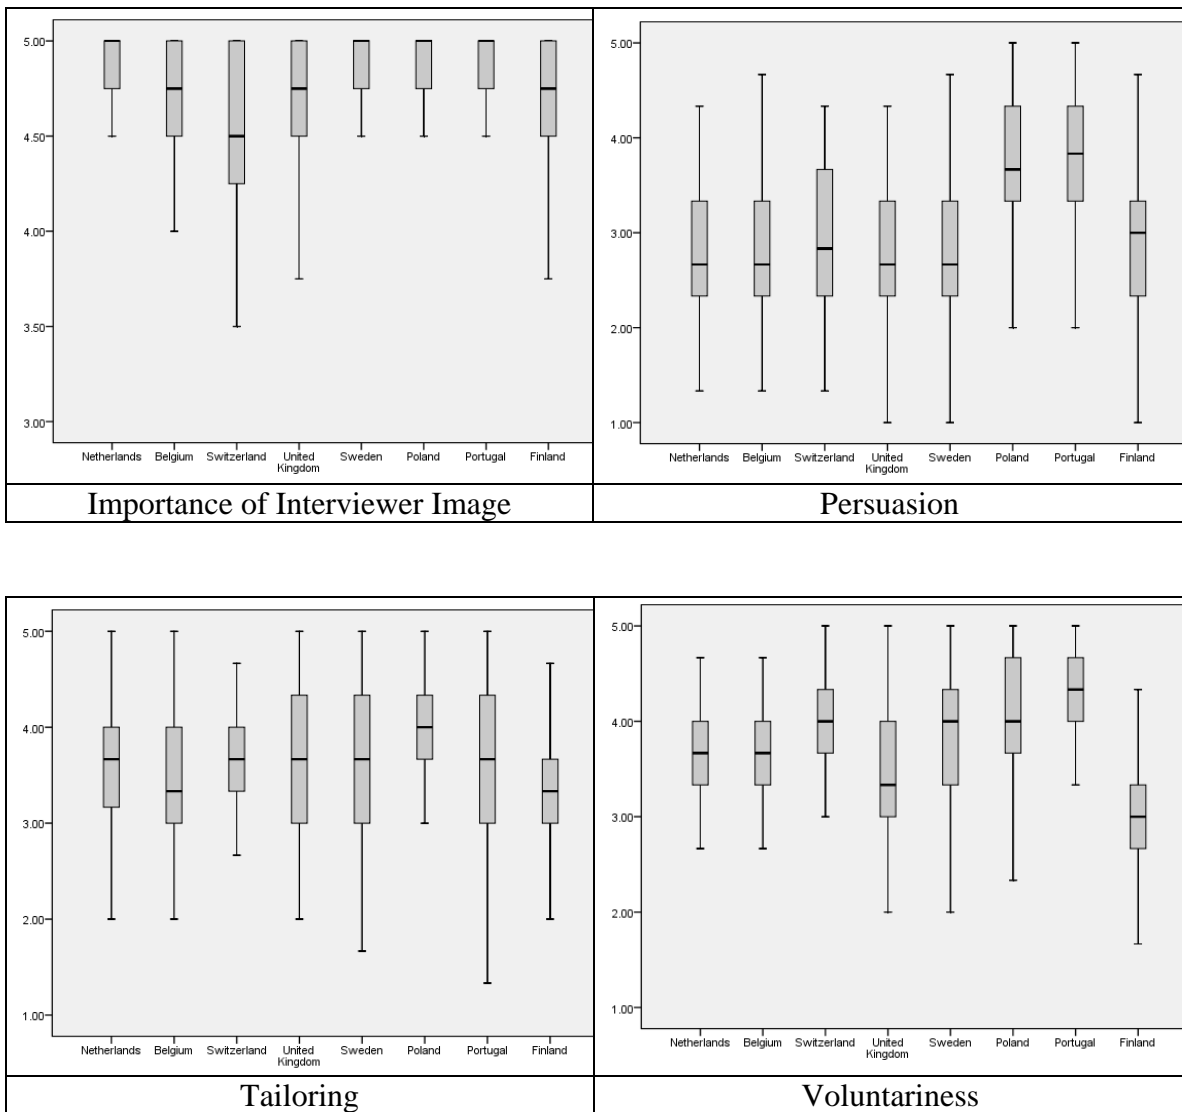 5.00
4.50
4.00
3.50
3.00
Netherlands Belgium Switzerland United Kingdom Sweden Poland Portugal Finland
Importance of Interviewer Image
5.00
4.00
3.00
2.00
1.00
Netherlands Belgium Switzerland United Kingdom Sweden Poland Portugal Finland
Persuasion
5.00
4.00
3.00
2.00
1.00
Netherlands Belgium Switzerland United Kingdom Sweden Poland Portugal Finland
Tailoring
5.00
4.00
3.00
2.00
1.00
Netherlands Belgium Switzerland United Kingdom Sweden Poland Portugal Finland
Voluntariness